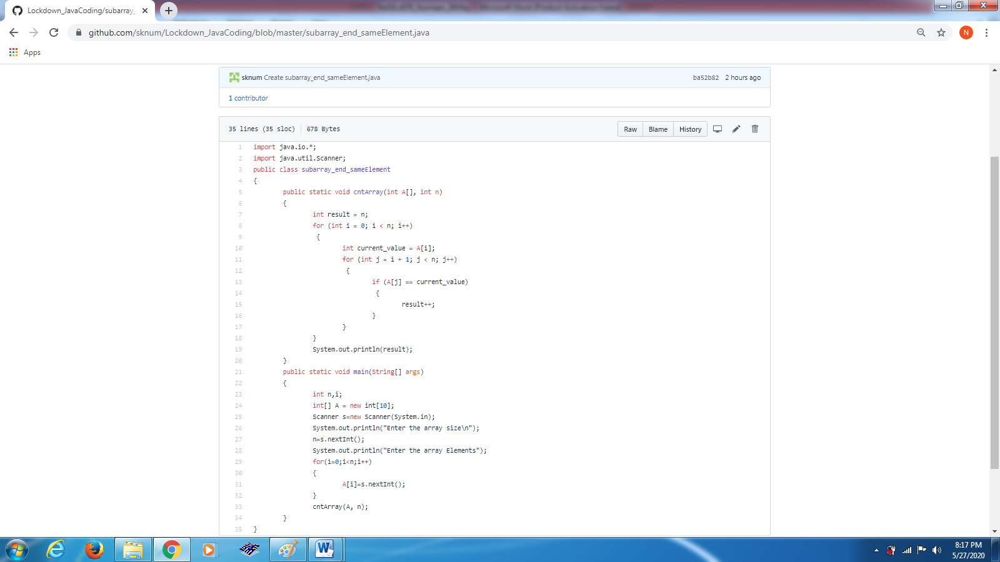 Lockdown_JavaCoding/subarray_
github.com/sknum/Lockdown_JavaCoding/blob/master/subarray_end_sameElement.java
N
Apps
sknum Create subarray_end_sameElement.java ba52b82 2 hours ago
1 contributor
35 lines (35 sloc) 678 Bytes Raw Blame History
1 import java.io.*;
2 import java.util.Scanner;
3 public class subarray_end_sameElement
4 {
5 public static void cntArray(int A[], int n)
6 {
7 int result = n;
8 for (int i = 0; i < n; i++)
9 {
10 int current_value = A[i];
11 for (int j = i + 1; j < n; j++)
12 {
13 if (A[j] == current_value)
14 {
15 result++;
16 }
17 }
18 }
19 System.out.println(result);
20 }
21 public static void main(String[] args)
22 {
23 int n,i;
24 int[] A = new int[10];
25 Scanner s=new Scanner(System.in);
26 System.out.println("Enter the array size\n");
27 n=s.nextInt();
28 System.out.println("Enter the array Elements");
29 for(i=0;i<n;i++)
30 {
31 A[i]=s.nextInt();
32 }
33 cntArray(A, n);
34 }
35 }
8:17 PM
5/27/2020